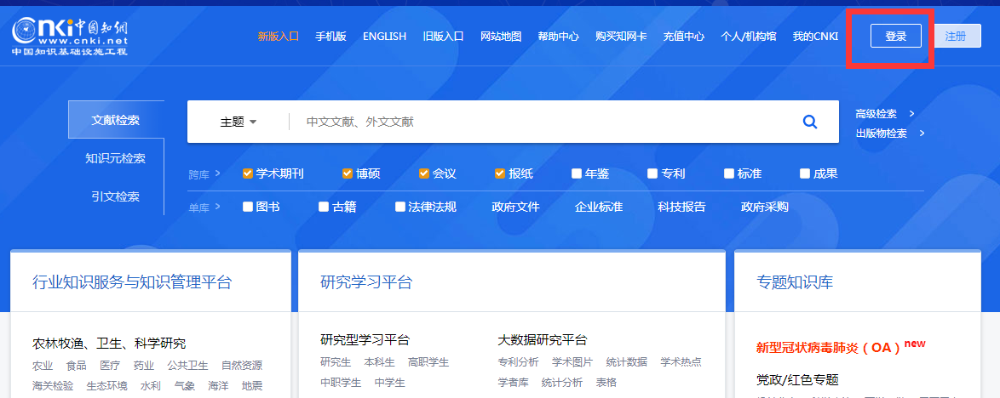 Cnki中国知网
www.cnki.net
中国知识基础设施工程
新版入口 手机版 ENGLISH 旧版入口 网站地图 帮助中心 购买知网卡 充值中心 个人/机构馆 我的CNKI 登录 注册
文献检索
知识元检索
引文检索
主题 中文文献、外文文献
高级检索 >
出版物检索 >
跨库 > 学术期刊 博硕 会议 报纸 年鉴 专利 标准 成果
单库 > 图书 古籍 法律法规 政府文件 企业标准 科技报告 政府采购
行业知识服务与知识管理平台
农林牧渔、卫生、科学研究
农业 食品 医疗 药业 公共卫生 自然资源
海关检验 生态环境 水利 气象 海洋 地震
研究学习平台
研究型学习平台
研究生 本科生 高职学生
中职学生 中学生
大数据研究平台
专利分析 学术图片 统计数据 学术热点
学者库 统计分析 表格
专题知识库
新型冠状病毒肺炎（OA）new
党政/红色专题